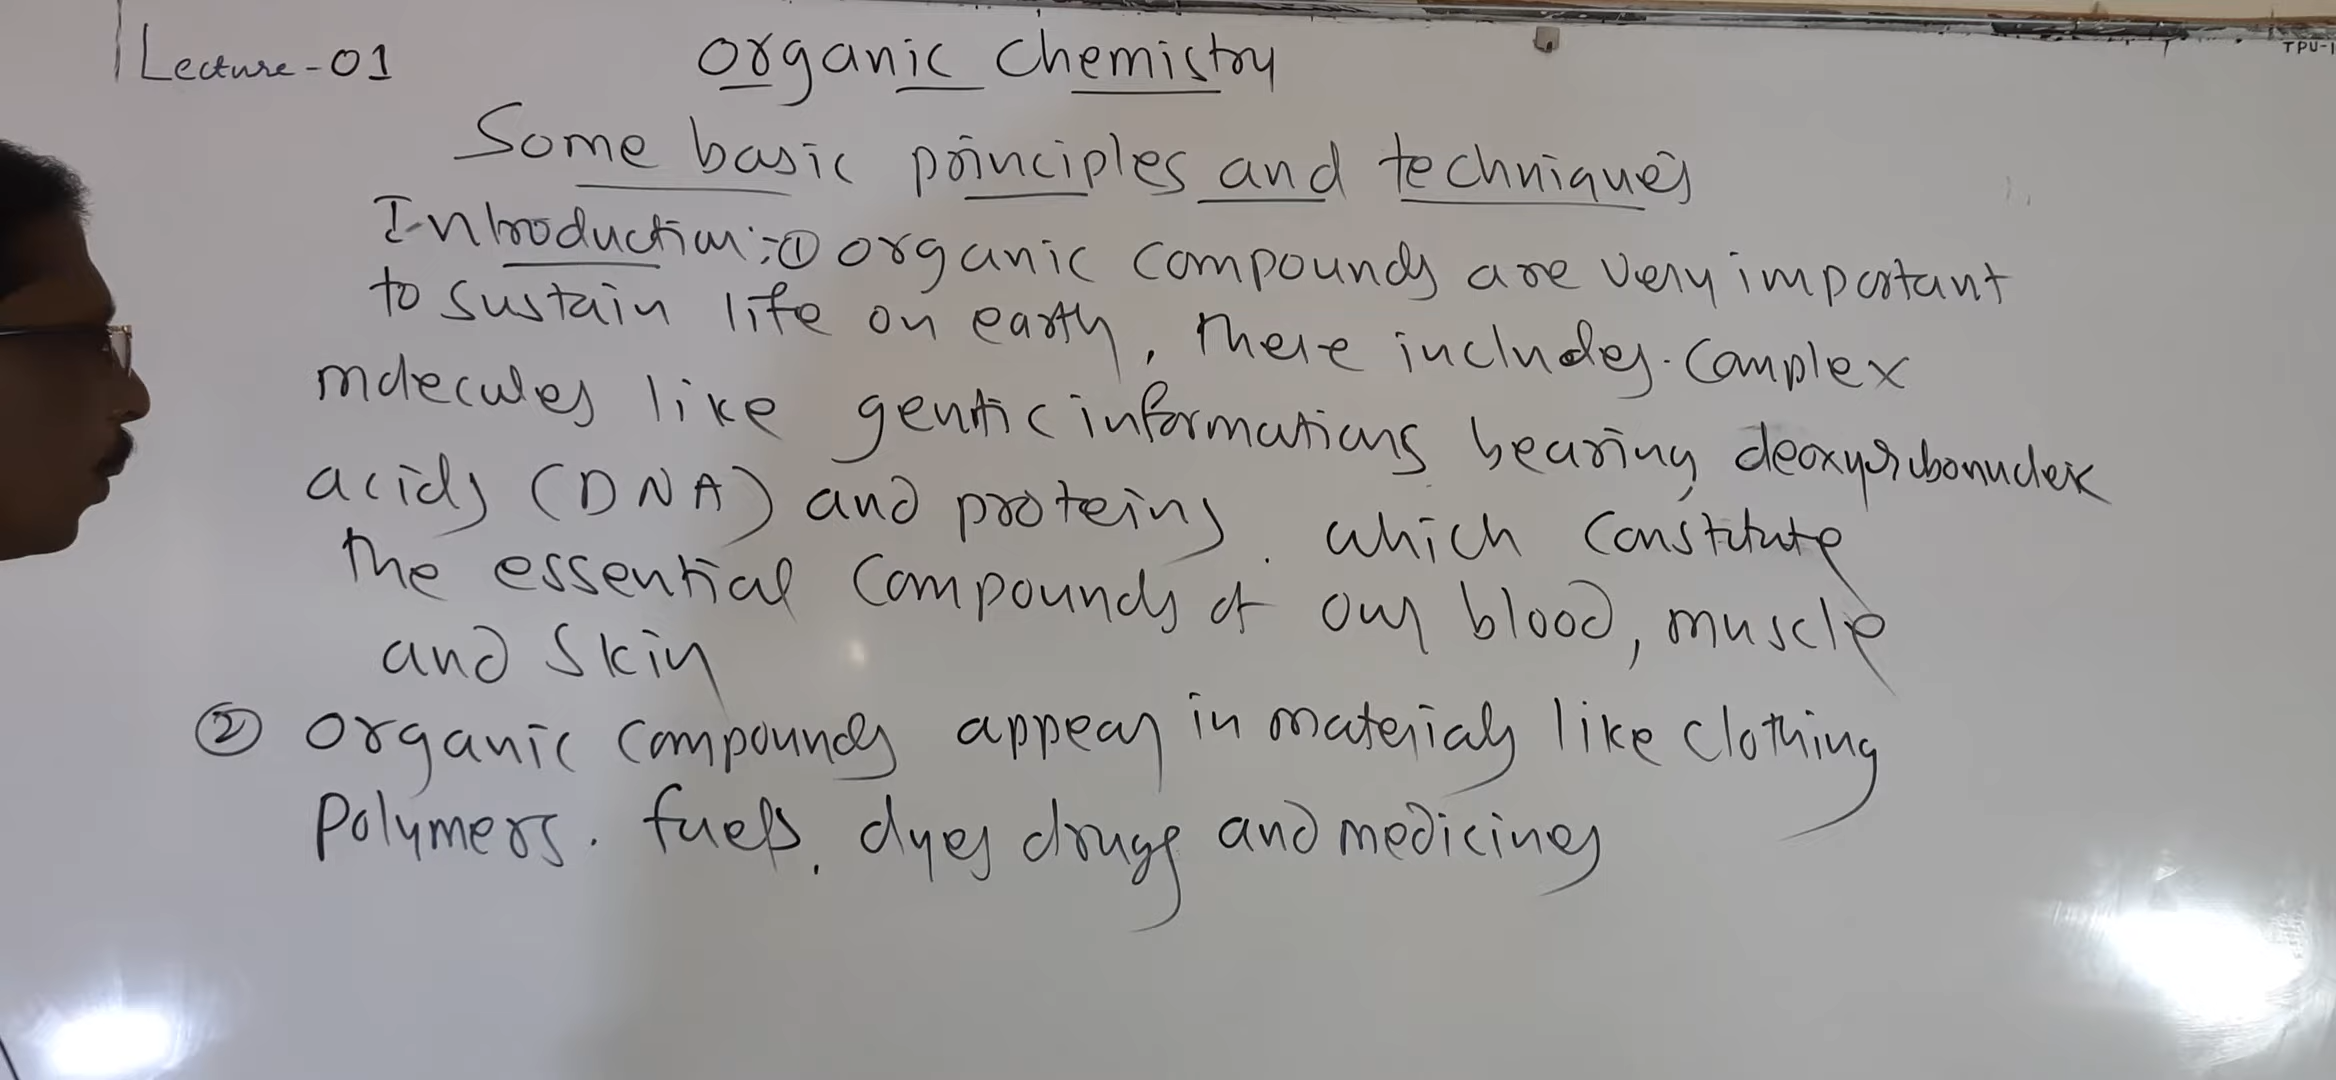 Lecture-01
Organic Chemistry
Some basic principles and techniques
Introduction:- ① organic compounds are very important
to sustain life on earth, there includes. complex
molecules like gentic informations bearing deoxyribonucleic
acids (DNA) and proteins. which constitute
the essential compounds of our blood, muscle
and skin
② organic compounds appear in materials like clothing
polymers. fuels, dyes drugs and medicines
TPU-1